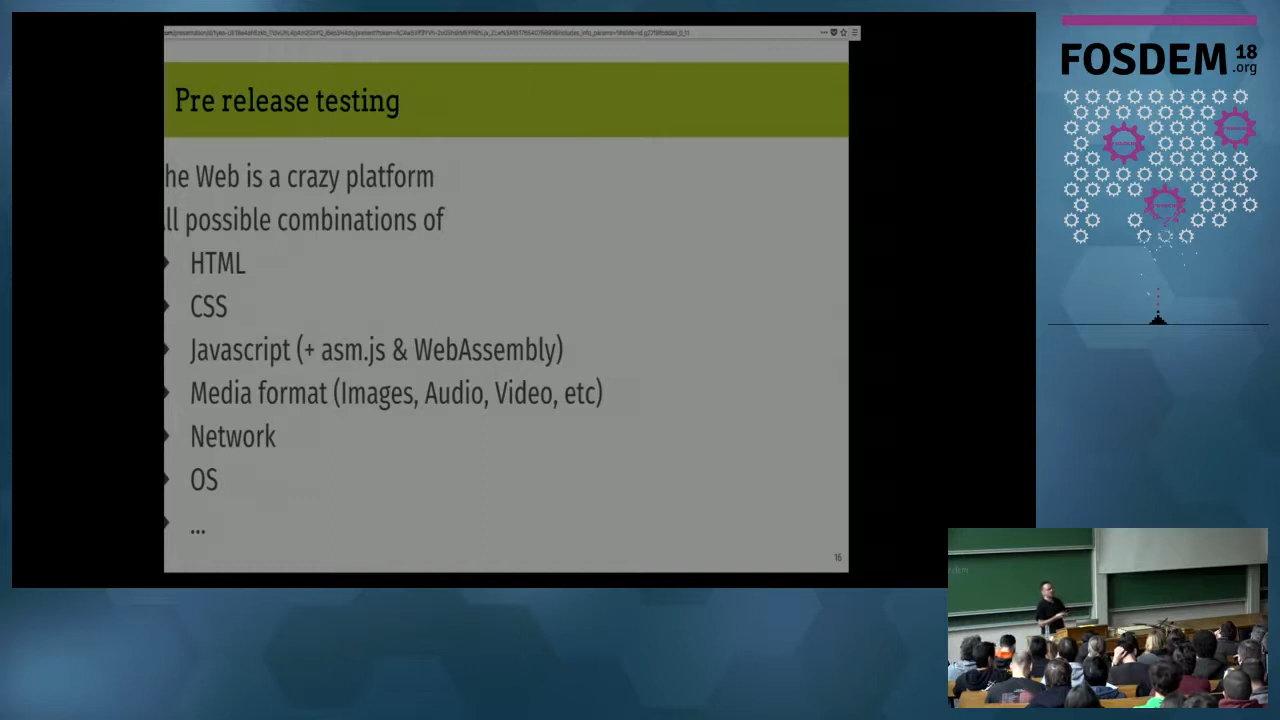 Pre release testing
he Web is a crazy platform
ll possible combinations of
HTML
CSS
Javascript (+ asm.js & WebAssembly)
Media format (Images, Audio, Video, etc)
Network
OS
...
16
FOSDEM 18
.org